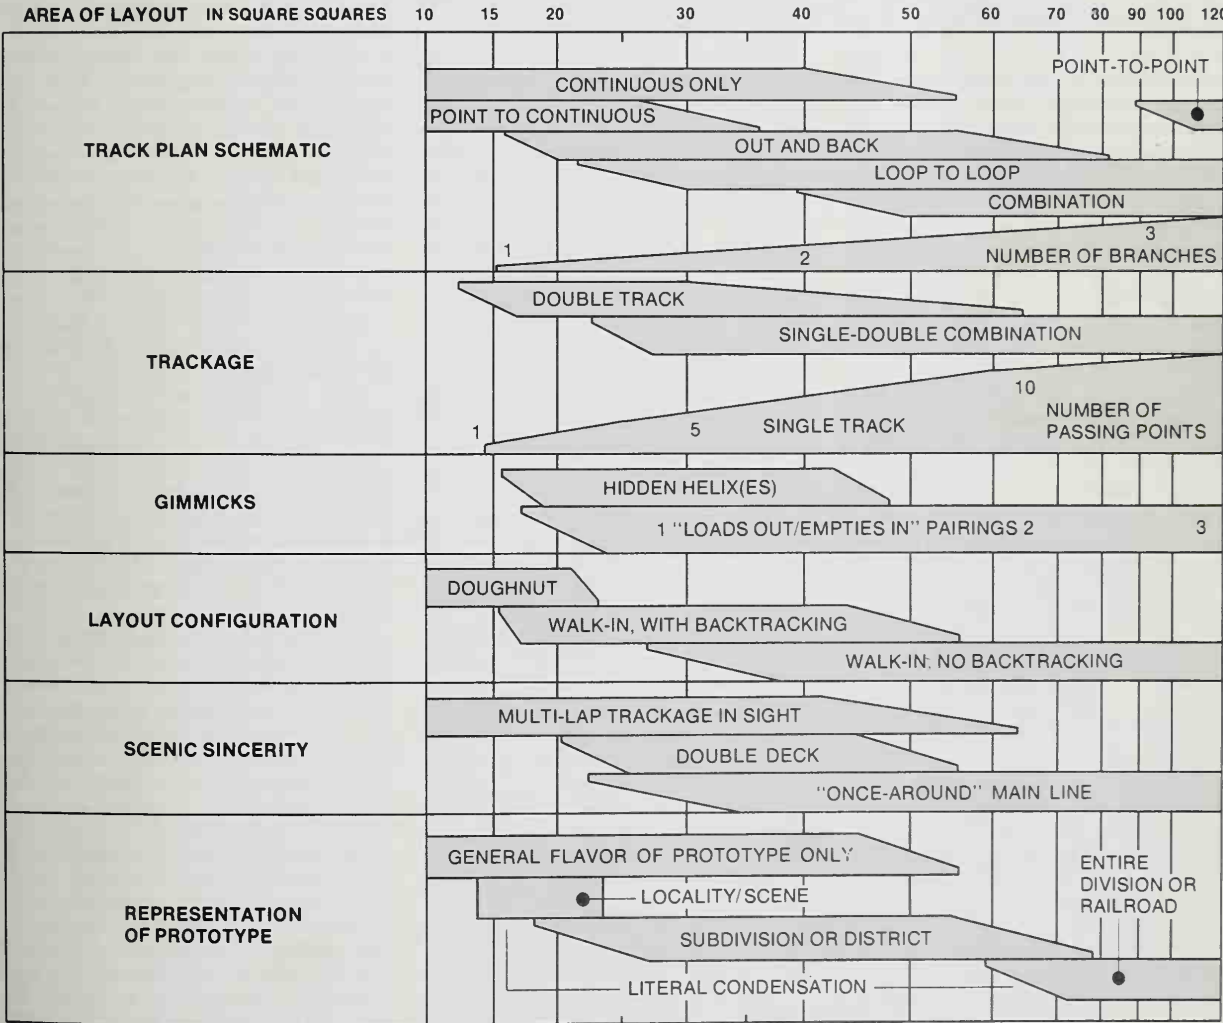 AREA OF LAYOUT IN SQUARE SQUARES 10 15 20 30 40 50 60 70 80 90 100 120
POINT-TO-POINT
CONTINUOUS ONLY
POINT TO CONTINUOUS
TRACK PLAN SCHEMATIC
OUT AND BACK
LOOP TO LOOP
COMBINATION
1 2 3
NUMBER OF BRANCHES
DOUBLE TRACK
SINGLE-DOUBLE COMBINATION
TRACKAGE
1 5 10
SINGLE TRACK
NUMBER OF
PASSING POINTS
GIMMICKS
HIDDEN HELIX(ES)
1 "LOADS OUT/EMPTIES IN" PAIRINGS 2 3
DOUGHNUT
LAYOUT CONFIGURATION
WALK-IN, WITH BACKTRACKING
WALK-IN, NO BACKTRACKING
MULTI-LAP TRACKAGE IN SIGHT
SCENIC SINCERITY
DOUBLE DECK
"ONCE-AROUND" MAIN LINE
GENERAL FLAVOR OF PROTOTYPE ONLY
ENTIRE
DIVISION OR
RAILROAD
LOCALITY/SCENE
REPRESENTATION
OF PROTOTYPE
SUBDIVISION OR DISTRICT
LITERAL CONDENSATION